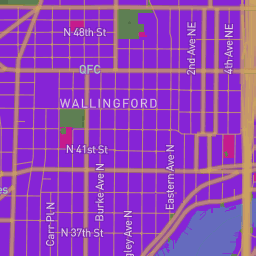 N 48th St
2nd Ave NE
4th Ave NE
QFC
WALLINGFORD
N 41st St
Burke Ave N
Eastern Ave N
Carr Pl N
N 37th St